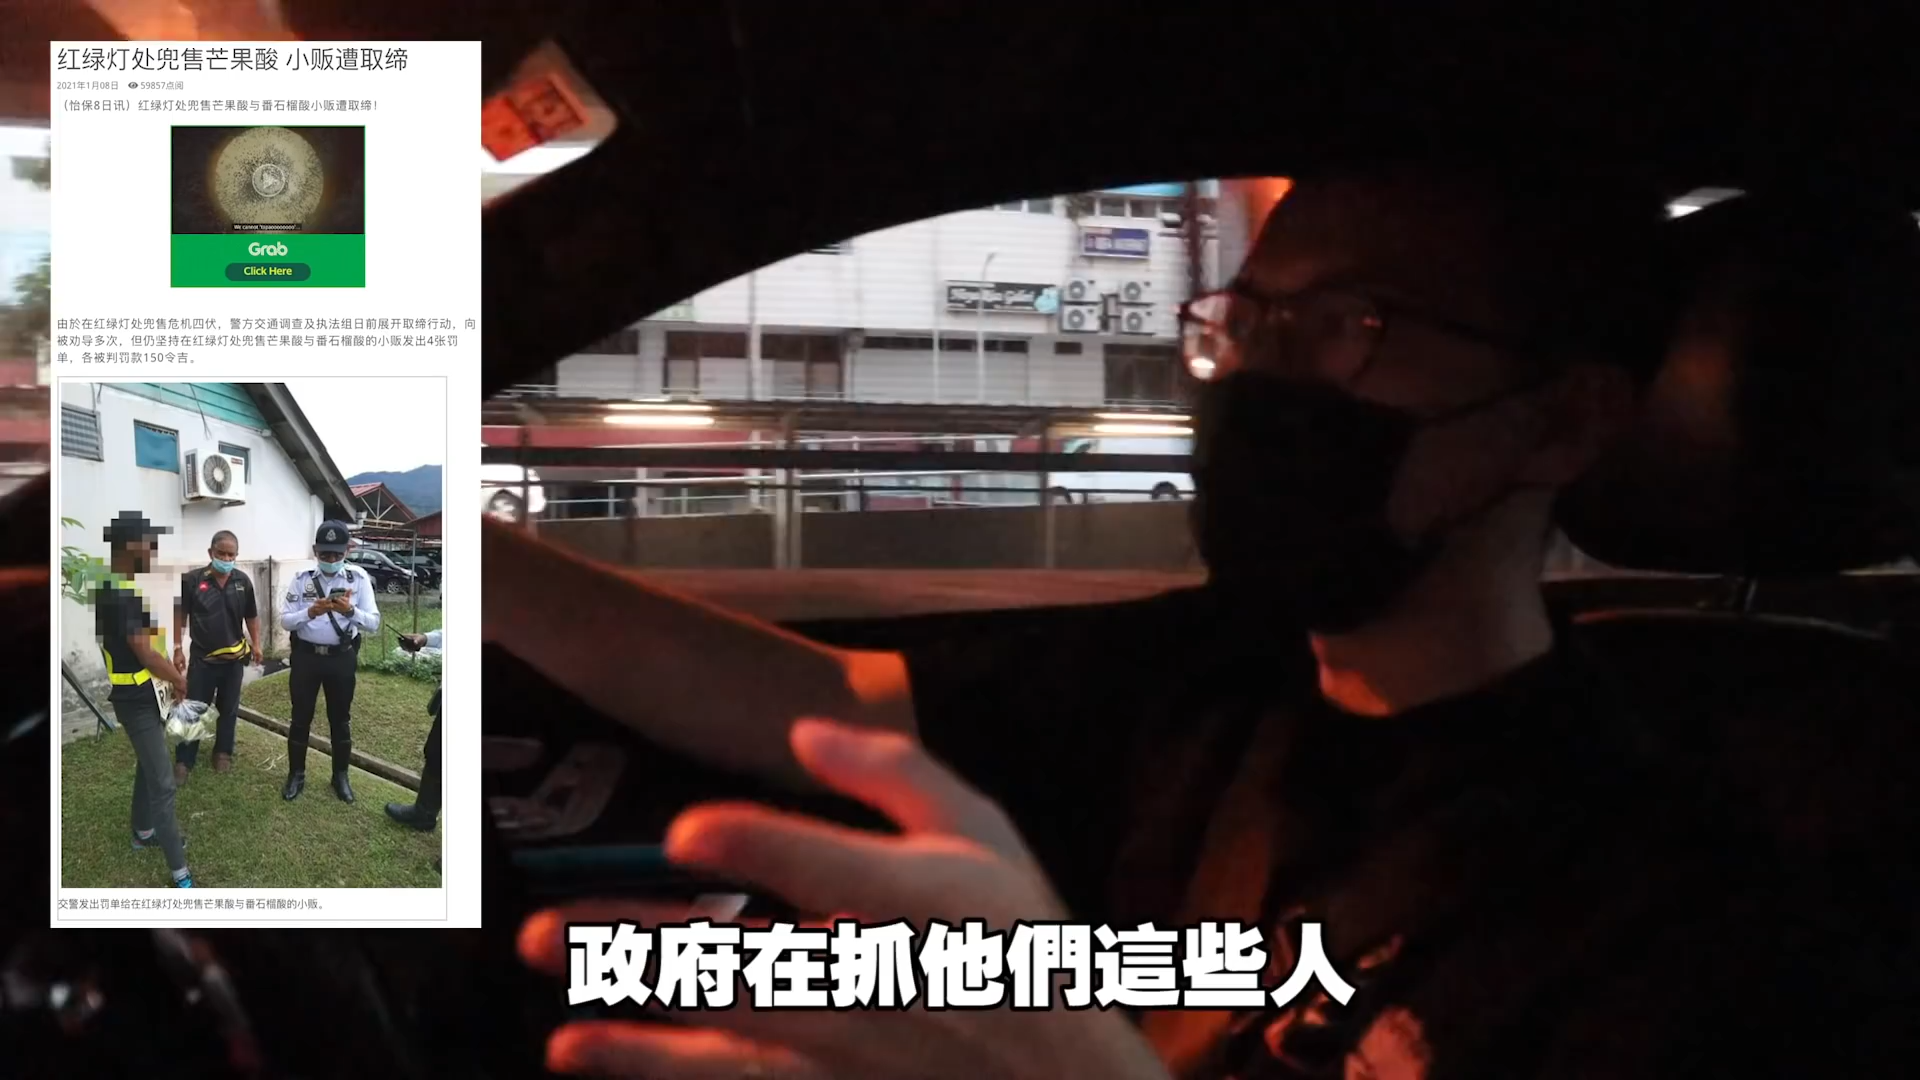 红绿灯处兜售芒果酸 小贩遭取缔
2021年1月08日 59857点阅
（怡保8日讯）红绿灯处兜售芒果酸与番石榴酸小贩遭取缔！
We cannot "tapaooooooooo"...
Grab
Click Here
由於在红绿灯处兜售危机四伏，警方交通调查及执法组日前展开取缔行动，向
被劝导多次，但仍坚持在红绿灯处兜售芒果酸与番石榴酸的小贩发出4张罚
单，各被判罚款150令吉。
交警发出罚单给在红绿灯处兜售芒果酸与番石榴酸的小贩。
政府在抓他們這些人